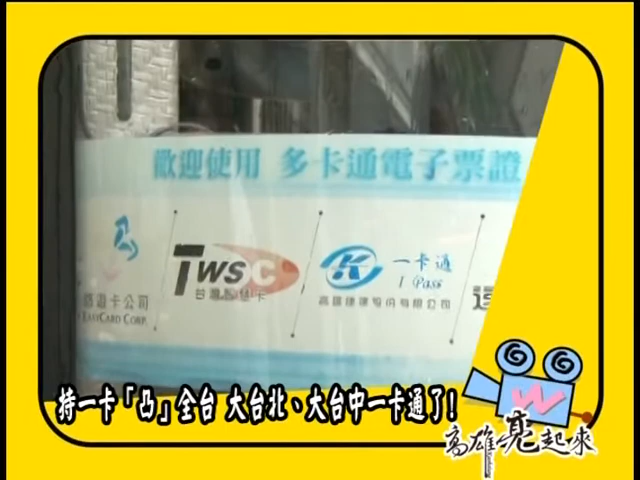 歡迎使用 多卡通電子票證
悠遊卡公司
EASYCARD CORP.
TWSC
台灣智慧卡
K
一卡通
I Pass
高雄捷運股份有限公司
持一卡「凸」全台 大台北、大台中一卡通了!
高雄亮起來